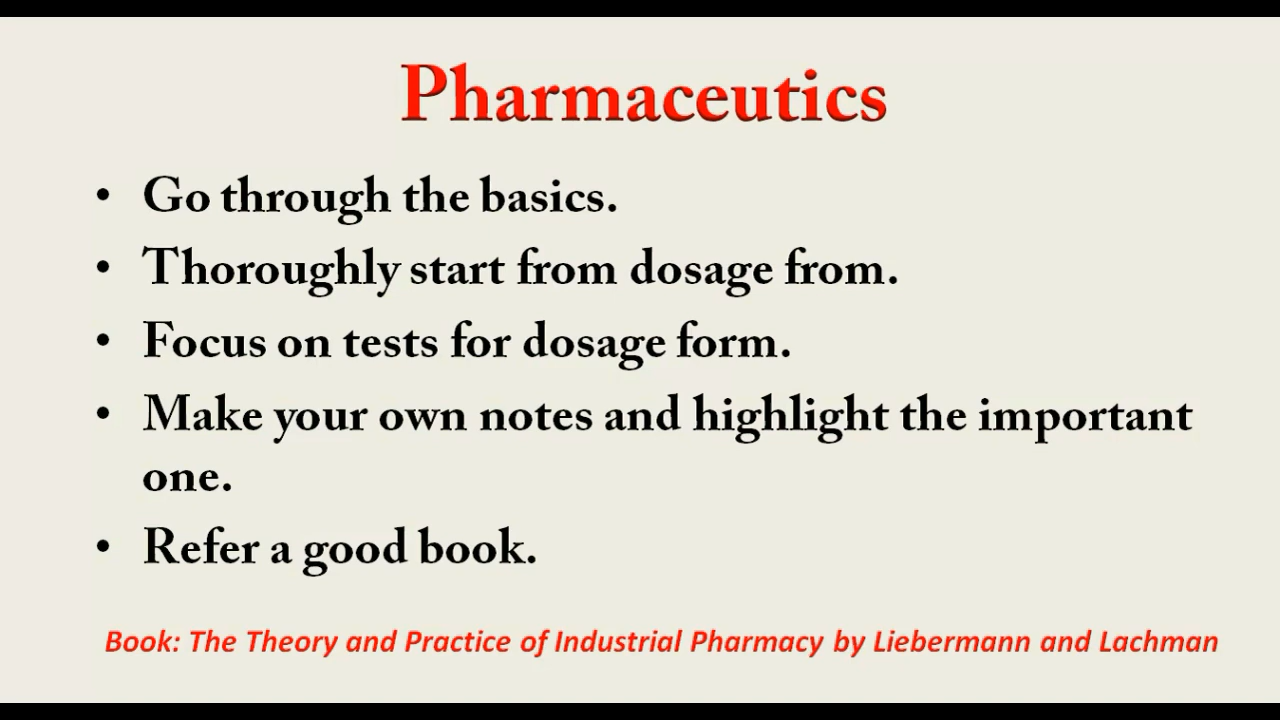 Pharmaceutics
• Go through the basics.
• Thoroughly start from dosage from.
• Focus on tests for dosage form.
• Make your own notes and highlight the important
one.
• Refer a good book.
Book: The Theory and Practice of Industrial Pharmacy by Liebermann and Lachman